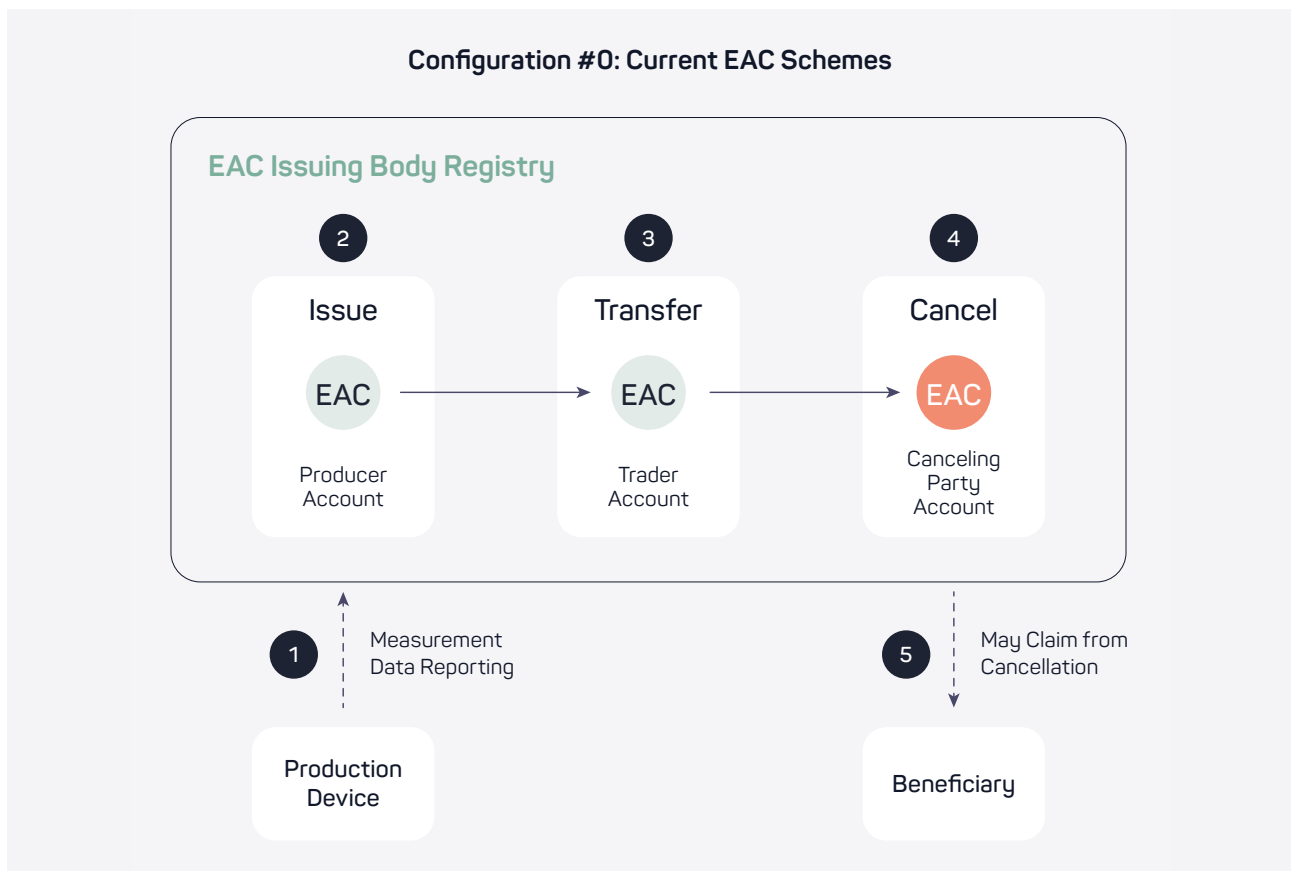 Configuration #0: Current EAC Schemes
EAC Issuing Body Registry
2
3
4
Issue
Transfer
Cancel
EAC
EAC
EAC
Producer
Account
Trader
Account
Canceling
Party
Account
1
Measurement
Data Reporting
5
May Claim from
Cancellation
Production
Device
Beneficiary